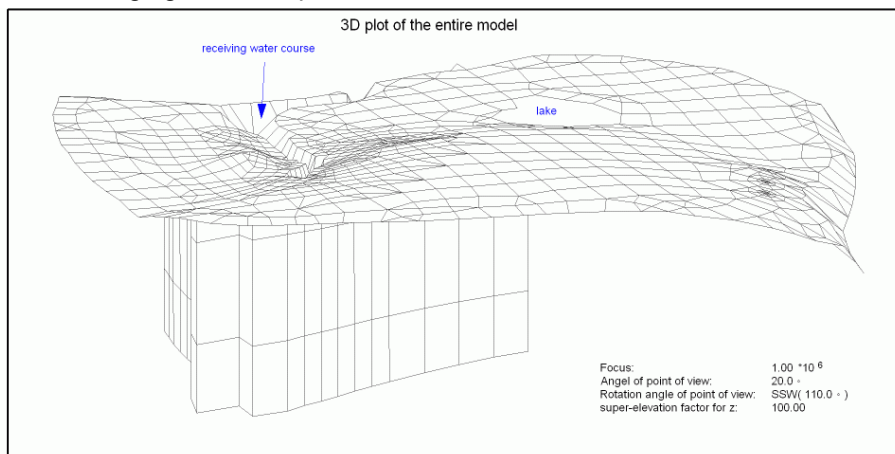 3D plot of the entire model
receiving water course
lake
Focus: 1.00 *10 6
Angel of point of view: 20.0 °
Rotation angle of point of view: SSW( 110.0 ° )
super-elevation factor for z: 100.00